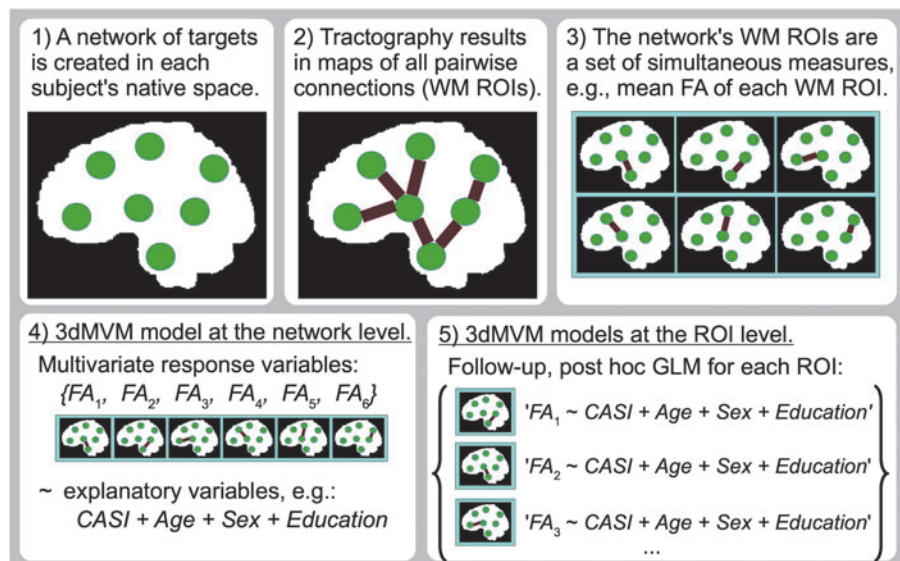 1) A network of targets
is created in each
subject's native space.
2) Tractography results
in maps of all pairwise
connections (WM ROIs).
3) The network's WM ROIs are
a set of simultaneous measures,
e.g., mean FA of each WM ROI.
4) 3dMVM model at the network level.
Multivariate response variables:
{FA₁, FA₂, FA₃, FA₄, FA₅, FA₆}
~ explanatory variables, e.g.:
CASI + Age + Sex + Education
5) 3dMVM models at the ROI level.
Follow-up, post hoc GLM for each ROI:
'FA₁ ~ CASI + Age + Sex + Education'
'FA₂ ~ CASI + Age + Sex + Education'
'FA₃ ~ CASI + Age + Sex + Education'
...